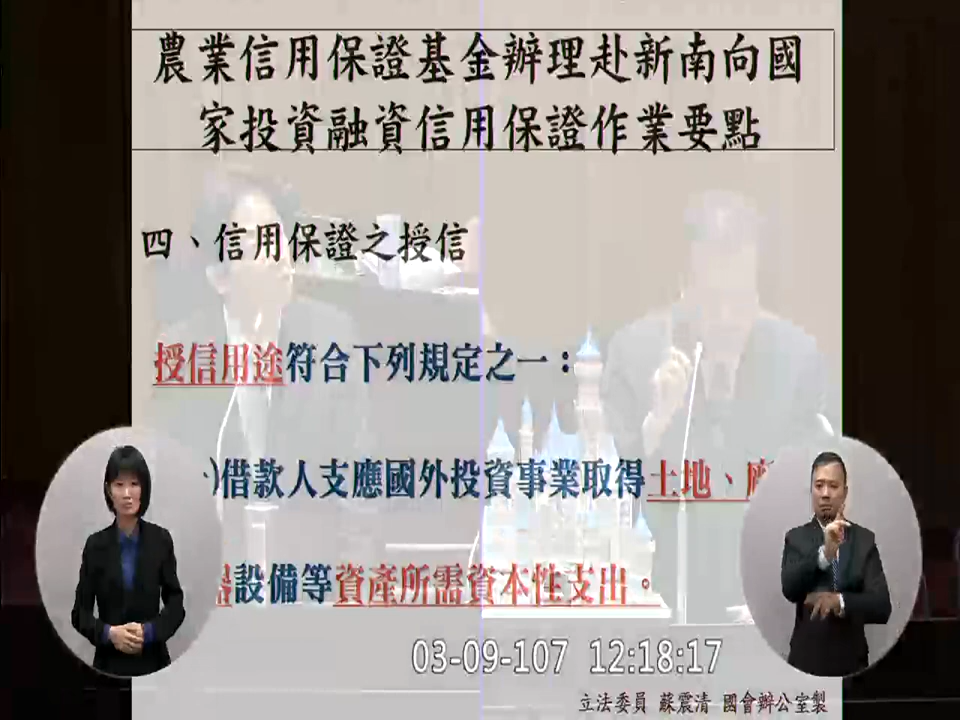 農業信用保證基金辦理赴新南向國
家投資融資信用保證作業要點
四、信用保證之授信
授信用途符合下列規定之一：
)借款人支應國外投資事業取得土地、
設備等資產所需資本性支出。
03-09-107 12:18:17
立法委員 蘇震清 國會辦公室製